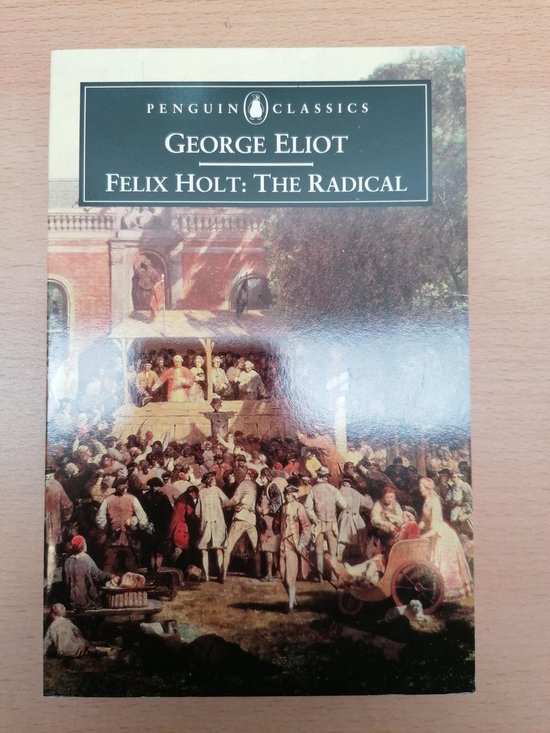 PENGUIN CLASSICS
GEORGE ELIOT
FELIX HOLT: THE RADICAL